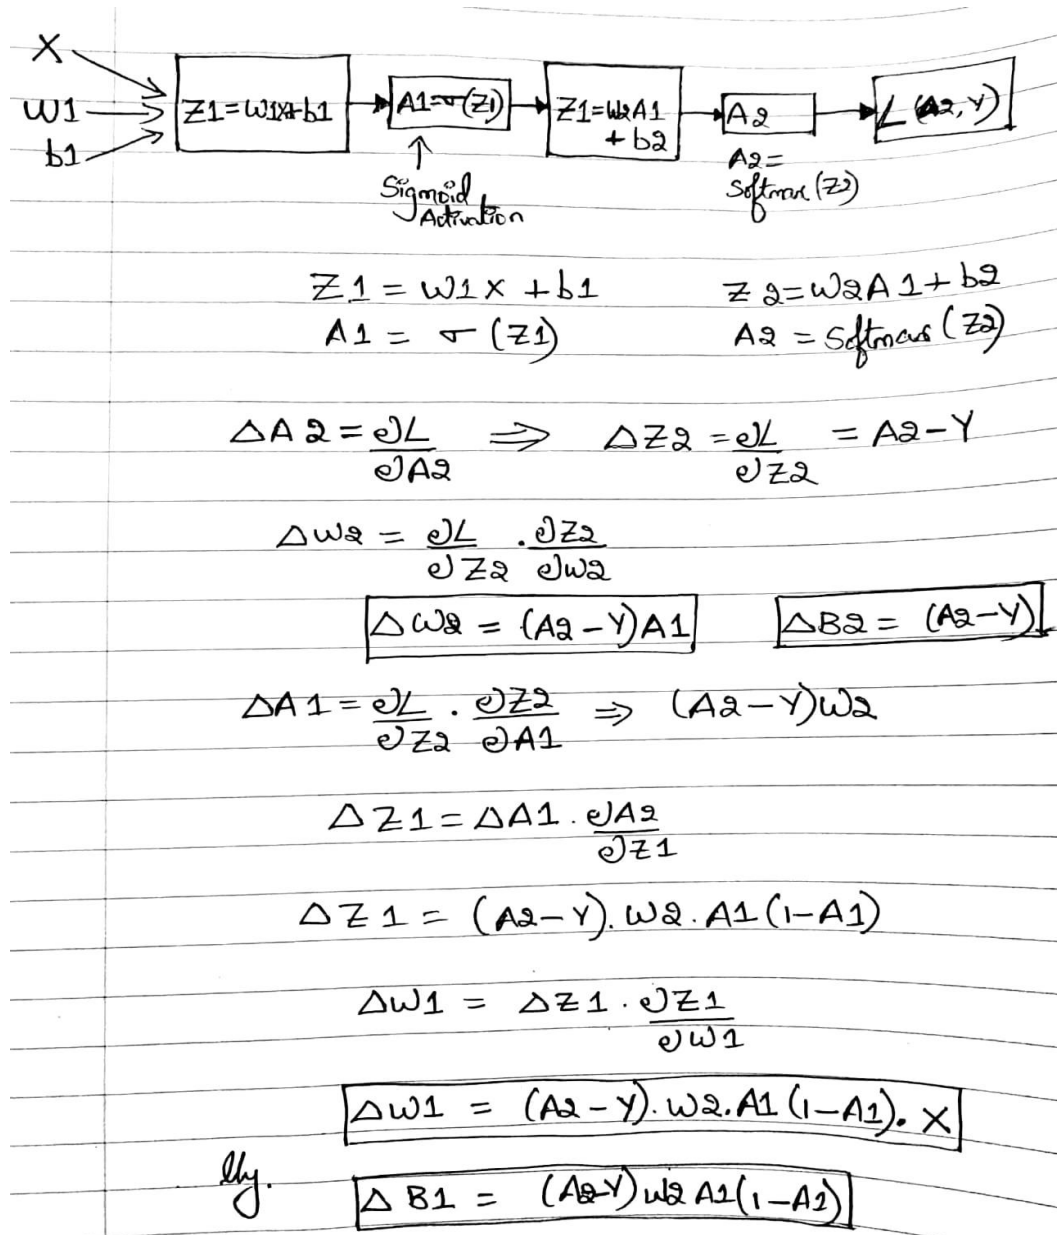 X
W1
b1
Z1=W1X+b1
A1=σ(Z1)
Z1=W2A1
+ b2
A2
L(A2,Y)
Sigmoid
Activation
A2=
Softmax(Z2)
Z1 = W1X + b1
Z2=W2A1+b2
A1 = σ(Z1)
A2 = Softmax(Z2)
ΔA2 = ∂L/∂A2 ⇒ ΔZ2 = ∂L/∂Z2 = A2-Y
ΔW2 = ∂L/∂Z2 . ∂Z2/∂W2
ΔW2 = (A2-Y)A1
ΔB2 = (A2-Y)
ΔA1 = ∂L/∂Z2 . ∂Z2/∂A1 ⇒ (A2-Y)W2
ΔZ1 = ΔA1 . ∂A2/∂Z1
ΔZ1 = (A2-Y).W2.A1(1-A1)
ΔW1 = ΔZ1 . ∂Z1/∂W1
ΔW1 = (A2-Y).W2.A1(1-A1).X
lly.
ΔB1 = (A2-Y)W2 A1(1-A1)